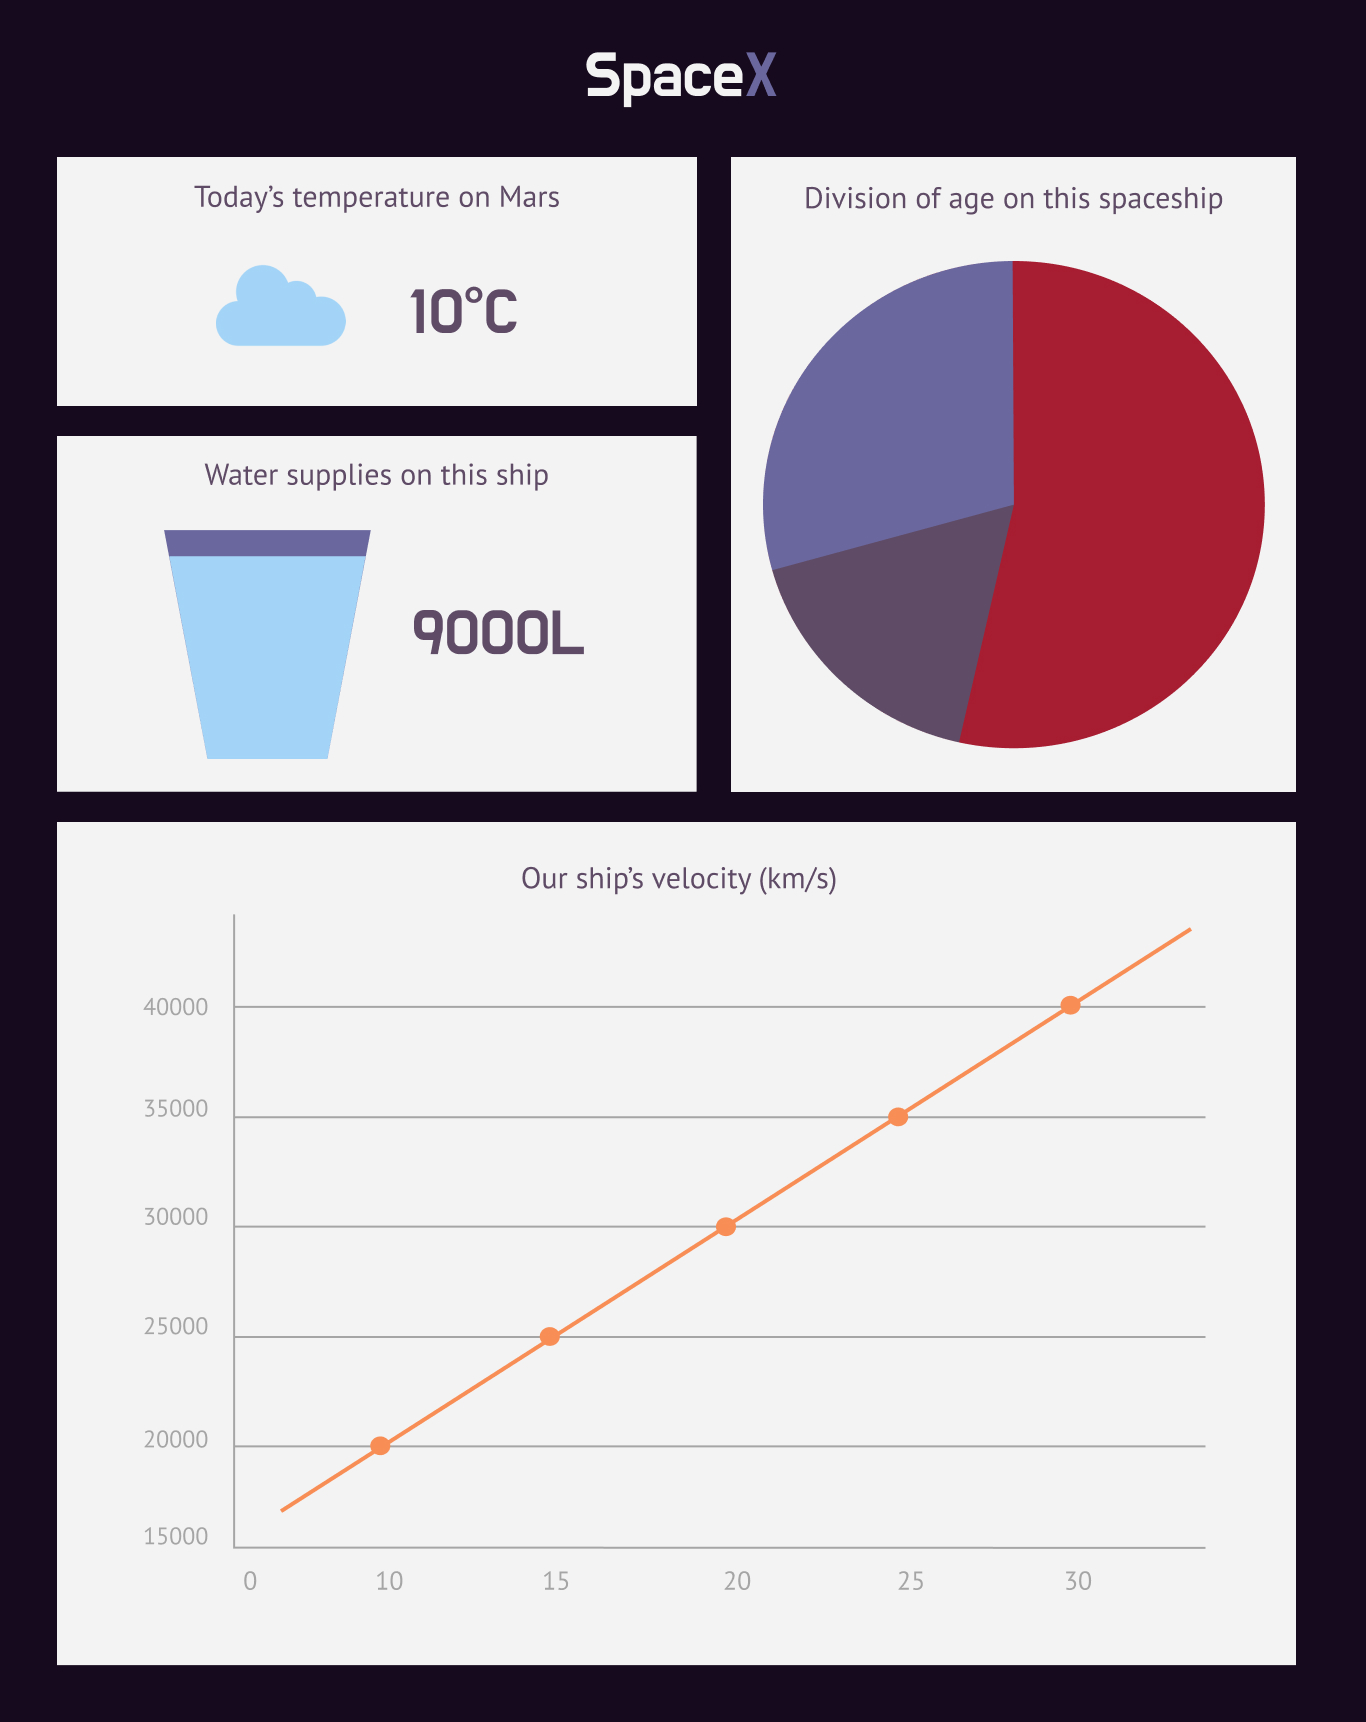 SpaceX
Today’s temperature on Mars
10°C
Division of age on this spaceship
Water supplies on this ship
9000L
Our ship’s velocity (km/s)
40000
35000
30000
25000
20000
15000
0 10 15 20 25 30